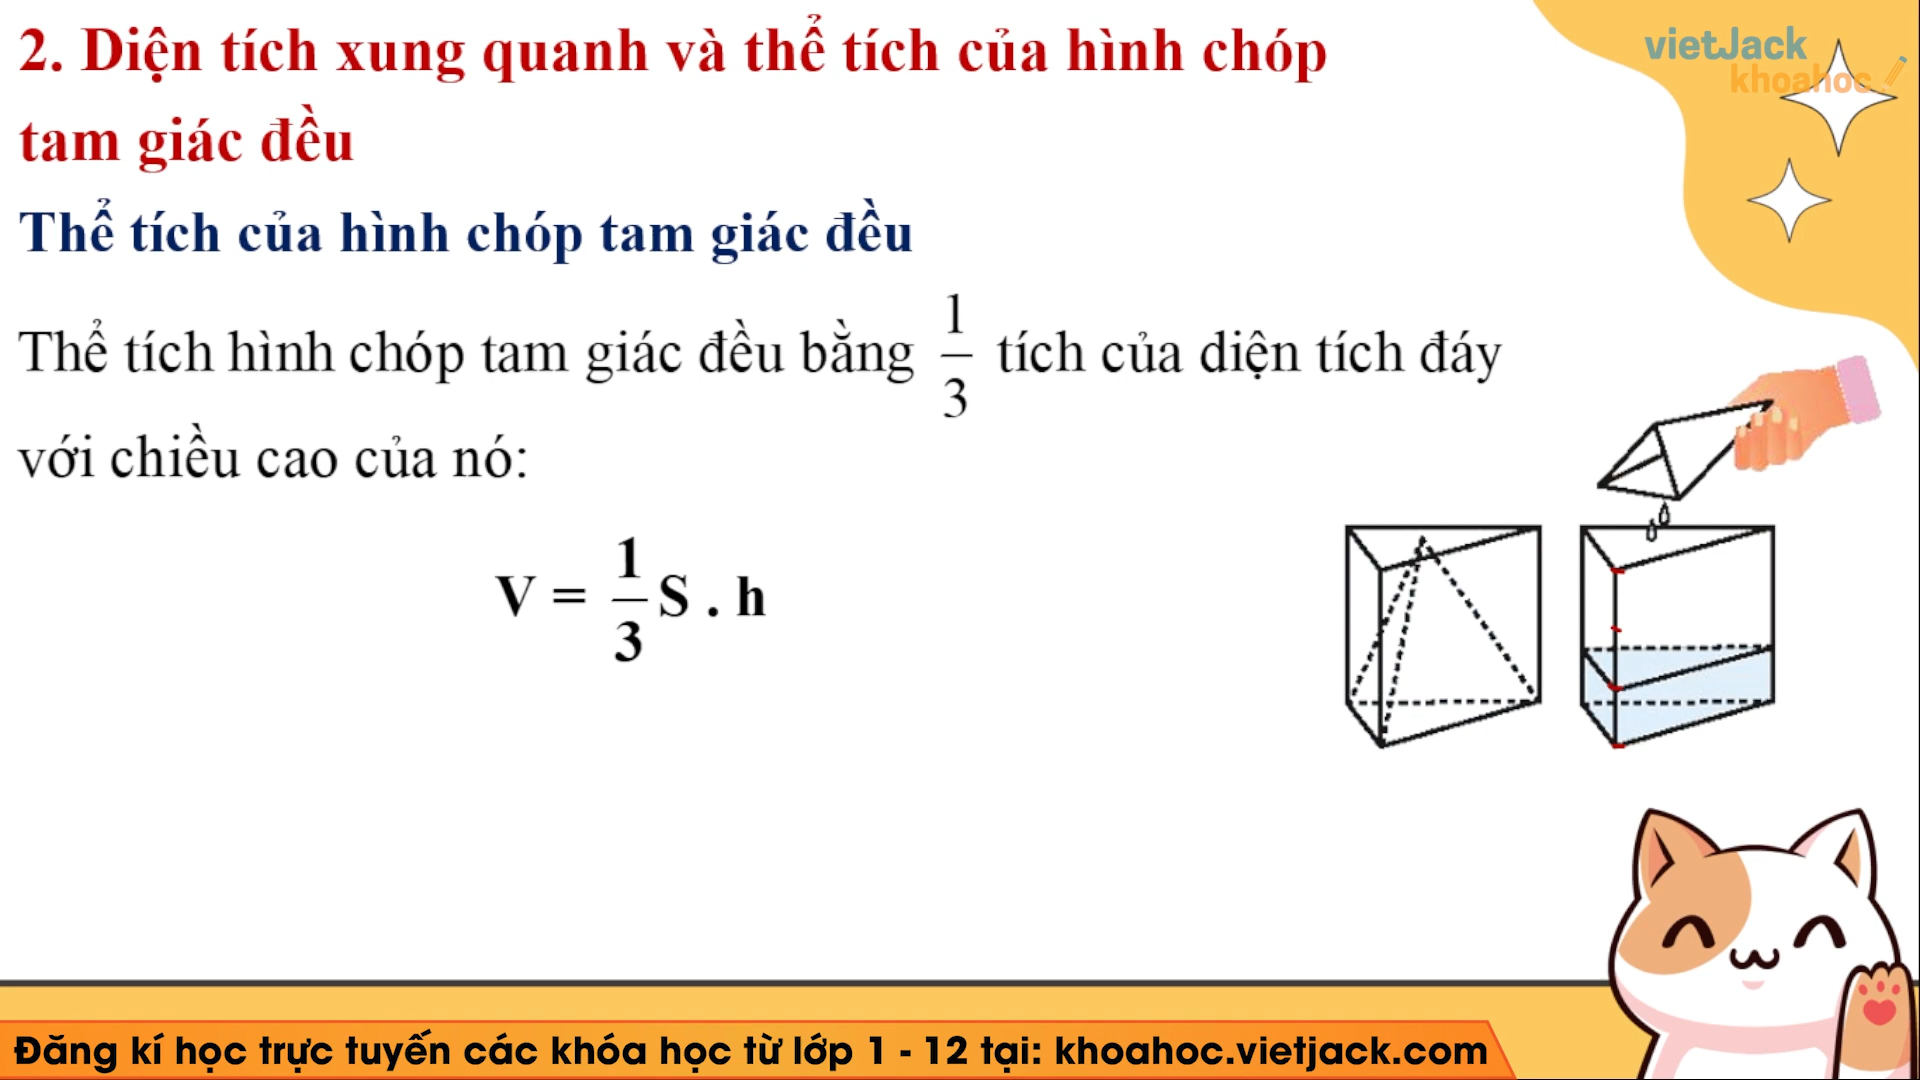 2. Diện tích xung quanh và thể tích của hình chóp
tam giác đều
Thể tích của hình chóp tam giác đều
Thể tích hình chóp tam giác đều bằng 1/3 tích của diện tích đáy
với chiều cao của nó:
V = 1/3 S . h
vietJack
khoahoc
Đăng kí học trực tuyến các khóa học từ lớp 1 - 12 tại: khoahoc.vietjack.com